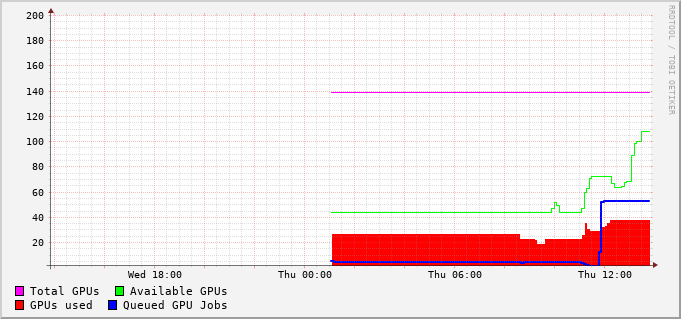 200
180
160
140
120
100
80
60
40
20
Wed 18:00 Thu 00:00 Thu 06:00 Thu 12:00
Total GPUs Available GPUs
GPUs used Queued GPU Jobs
RRDTOOL / TOBI OETIKER